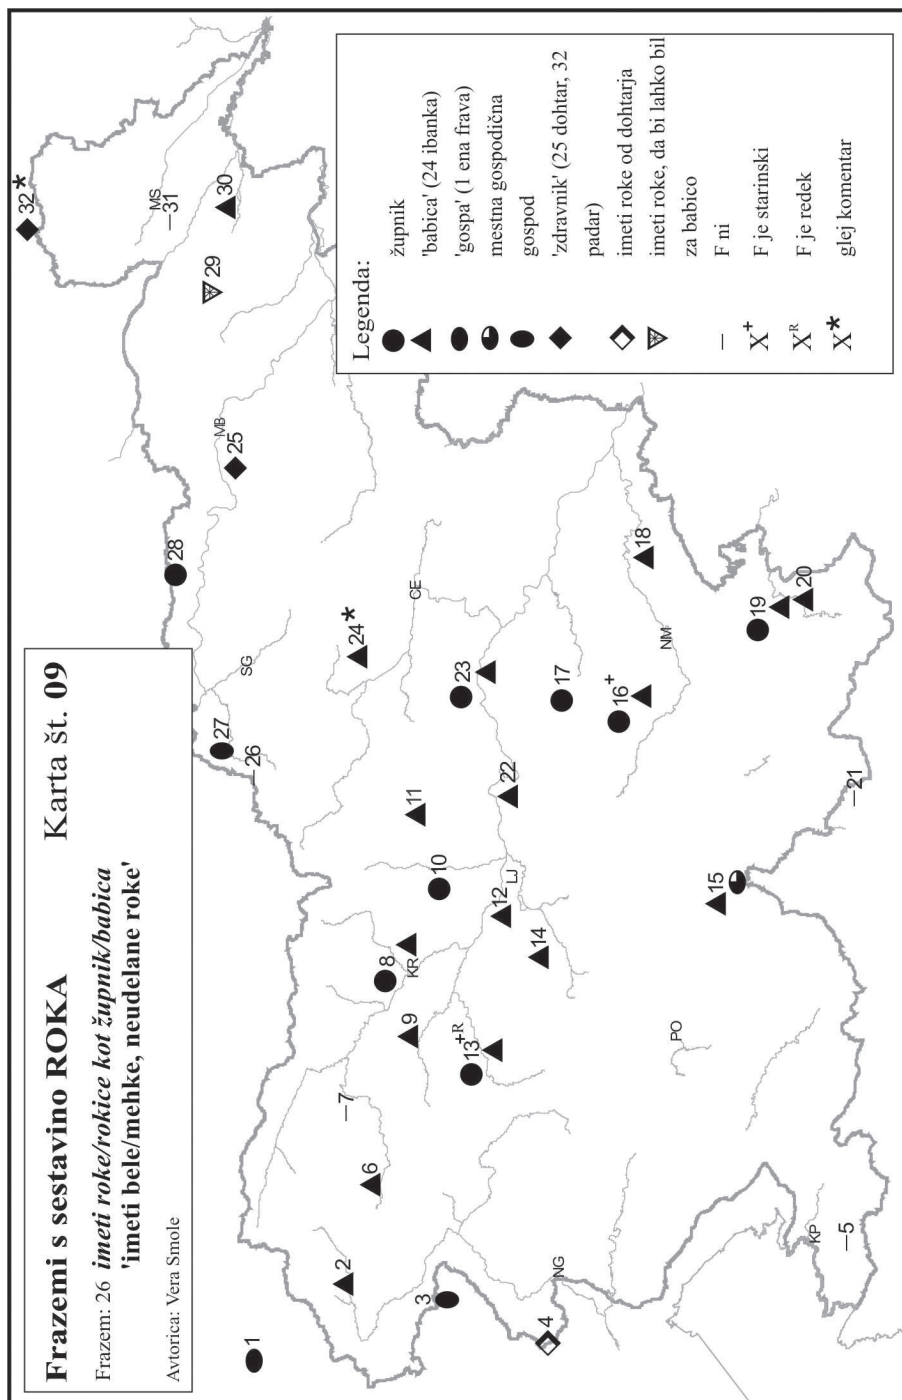 Frazemi s sestavino ROKA Karta št. 09
Frazem: 26 imeti roke/rokice kot župnik/babica
'imeti bele/mehke, neudelane roke'
Avtorica: Vera Smole
Legenda:
župnik
'babica' (24 ibanka)
'gospa' (1 ena frava)
mestna gospodična
gospod
'zdravnik' (25 dohtar, 32
padar)
imeti roke od dohtarja
imeti roke, da bi lahko bil
za babico
– F ni
X+ F je starinski
XR F je redek
X* glej komentar
1
2
3
4
–5
6
–7
8
9
10
11
12
13+R
14
15
16+
17
18
19
20
–21
22
23
24*
25
–26
27
28
29
30
–31
32*
MS
MB
SG
CE
NM
KR
LJ
PO
NG
KP